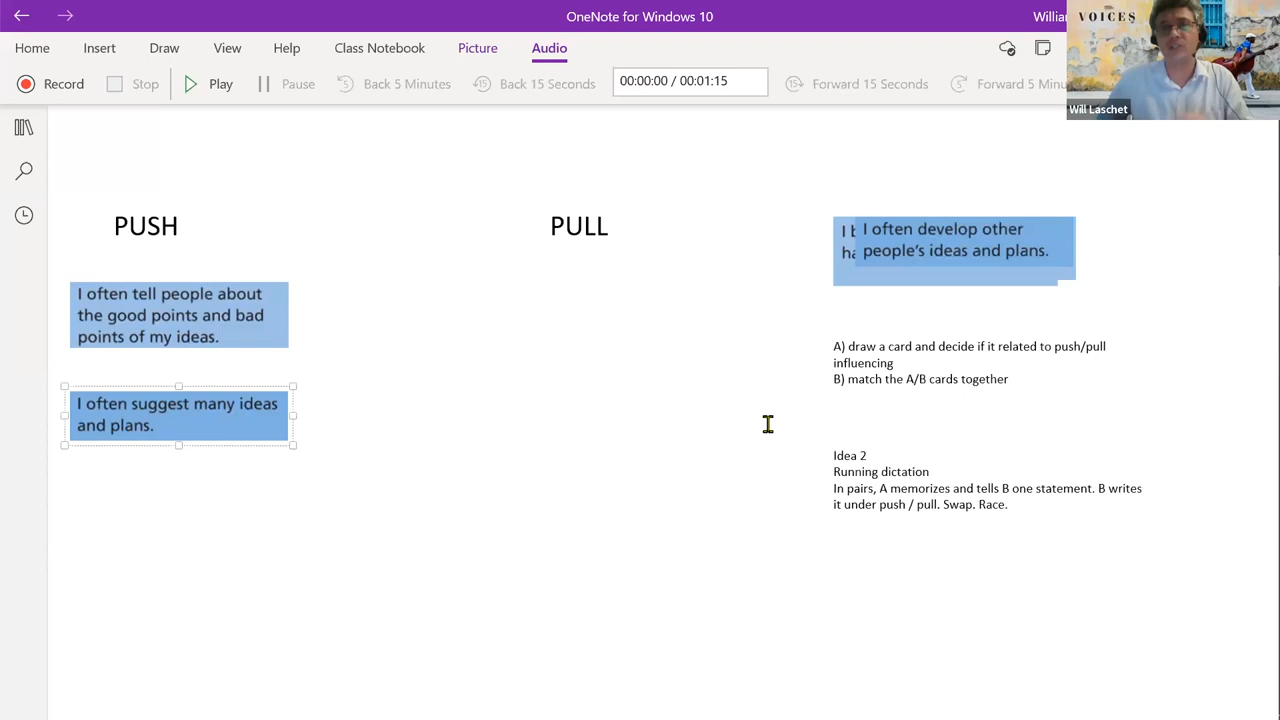 OneNote for Windows 10
Willia
Home
Insert
Draw
View
Help
Class Notebook
Picture
Audio
Record
Stop
Play
Pause
Back 5 Minutes
Back 15 Seconds
00:00:00 / 00:01:15
Forward 15 Seconds
Forward 5 Minu
VOICES
Will Laschet
PUSH
PULL
I often tell people about
the good points and bad
points of my ideas.
I often suggest many ideas
and plans.
I often develop other
people's ideas and plans.
A) draw a card and decide if it related to push/pull
influencing
B) match the A/B cards together
Idea 2
Running dictation
In pairs, A memorizes and tells B one statement. B writes
it under push / pull. Swap. Race.